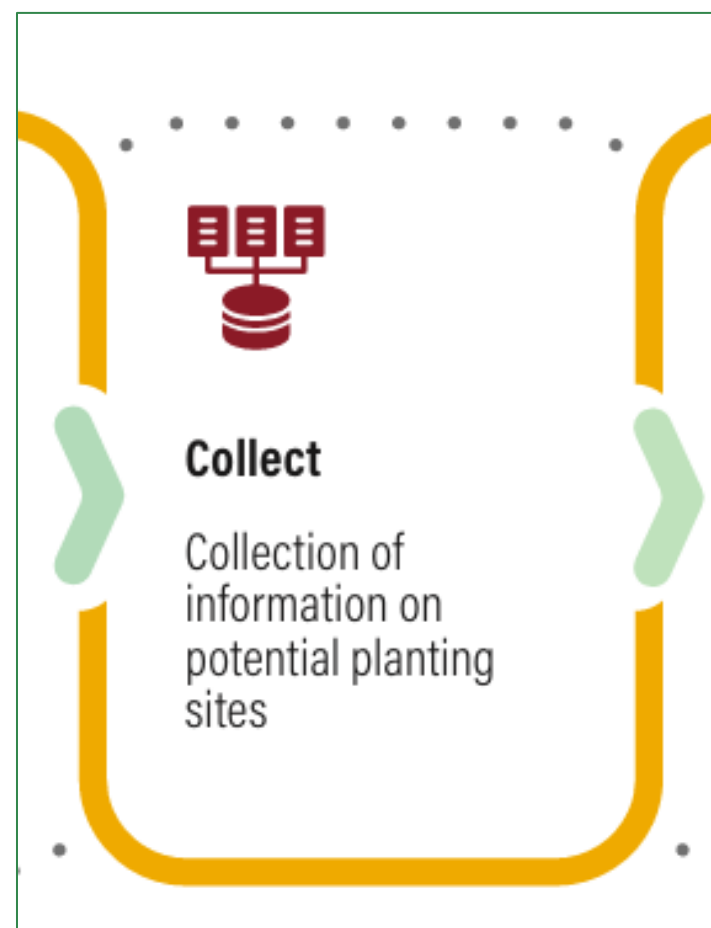 Collect
Collection of
information on
potential planting
sites